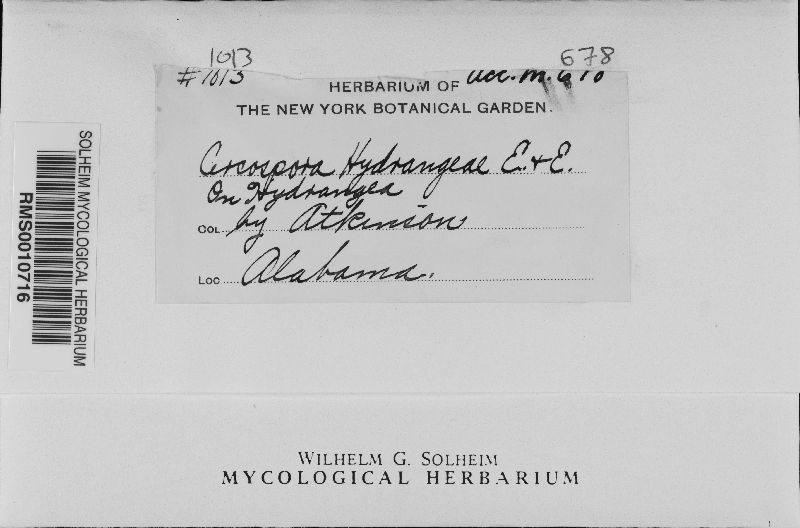 1013
678
#1013
acc. m. 678
HERBARIUM OF
THE NEW YORK BOTANICAL GARDEN.
Cercospora Hydrangeae E. & E.
On Hydrangea
COL. by Atkinson
LOC. Alabama.
SOLHEIM MYCOLOGICAL HERBARIUM
RMS0010716
WILHELM G. SOLHEIM
MYCOLOGICAL HERBARIUM